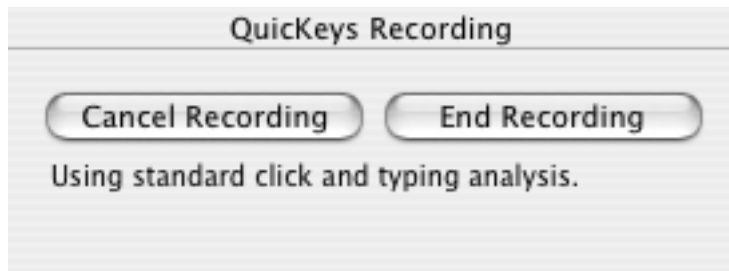 QuicKeys Recording
Cancel Recording End Recording
Using standard click and typing analysis.